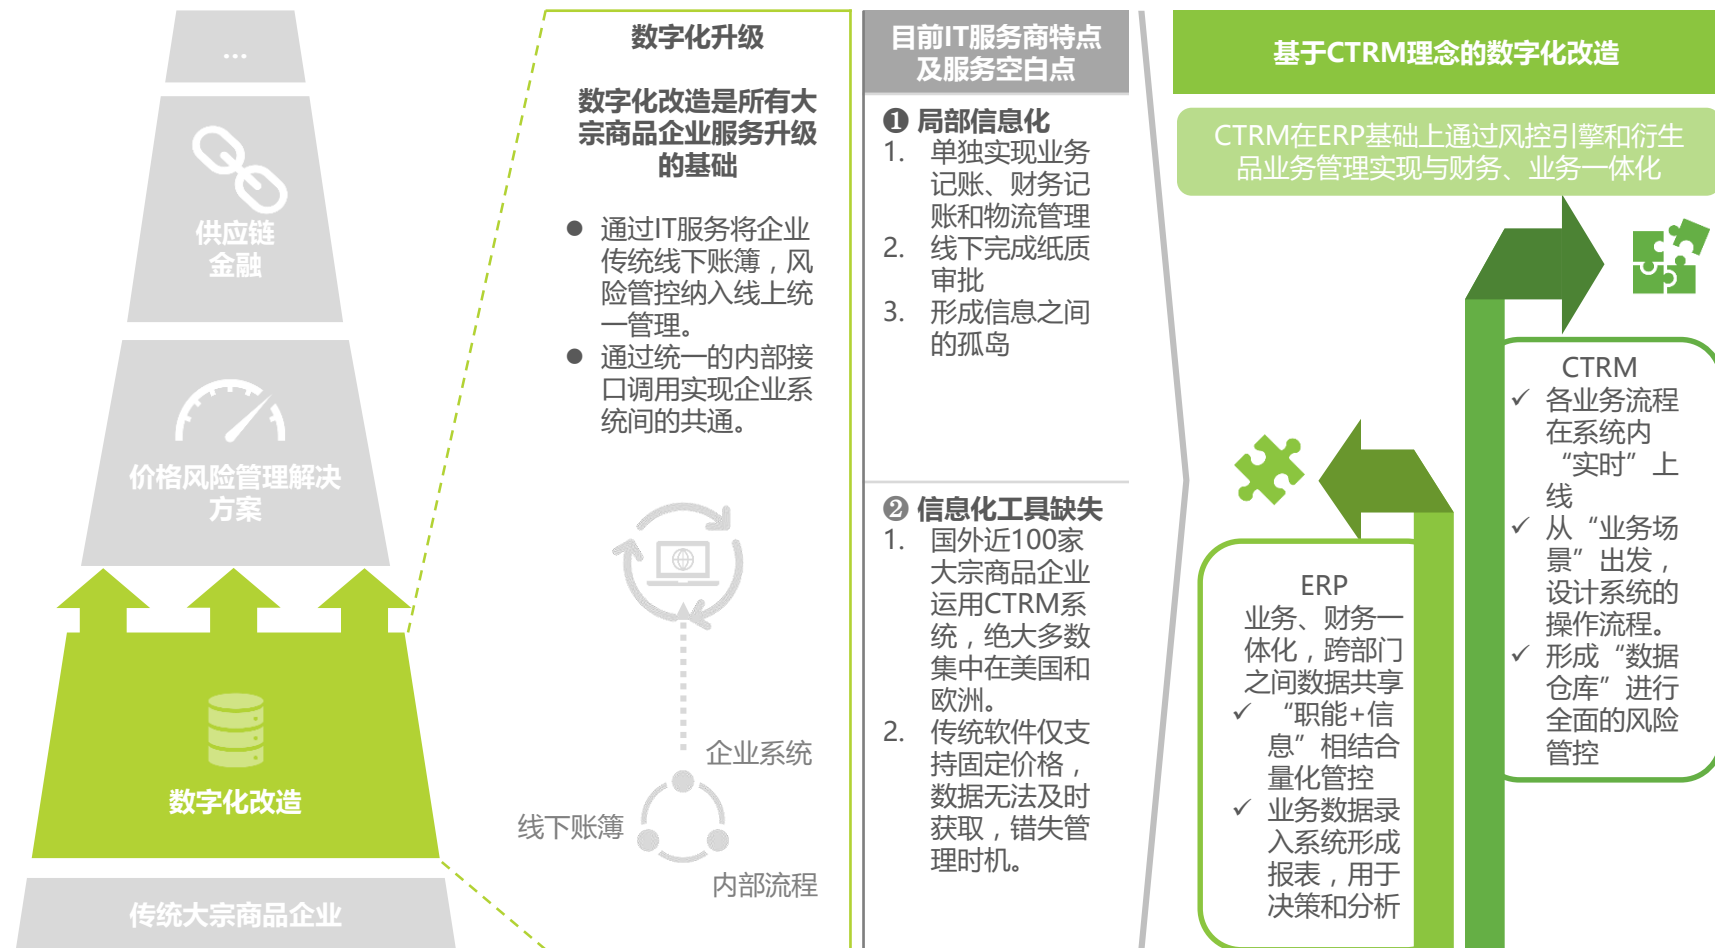 ...
供应链
金融
价格风险管理解决
方案
数字化改造
传统大宗商品企业
数字化升级
数字化改造是所有大
宗商品企业服务升级
的基础
● 通过IT服务将企业
传统线下账簿，风
险管控纳入线上统
一管理。
● 通过统一的内部接
口调用实现企业系
统间的共通。
企业系统
线下账簿
内部流程
目前IT服务商特点
及服务空白点
❶ 局部信息化
1. 单独实现业务
记账、财务记
账和物流管理
2. 线下完成纸质
审批
3. 形成信息之间
的孤岛
❷ 信息化工具缺失
1. 国外近100家
大宗商品企业
运用CTRM系
统，绝大多数
集中在美国和
欧洲。
2. 传统软件仅支
持固定价格，
数据无法及时
获取，错失管
理时机。
基于CTRM理念的数字化改造
CTRM在ERP基础上通过风控引擎和衍生
品业务管理实现与财务、业务一体化
ERP
业务、财务一
体化，跨部门
之间数据共享
✓ “职能+信
息”相结合
量化管控
✓ 业务数据录
入系统形成
报表，用于
决策和分析
CTRM
✓ 各业务流程
在系统内
“实时”上
线
✓ 从“业务场
景”出发，
设计系统的
操作流程。
✓ 形成“数据
仓库”进行
全面的风险
管控